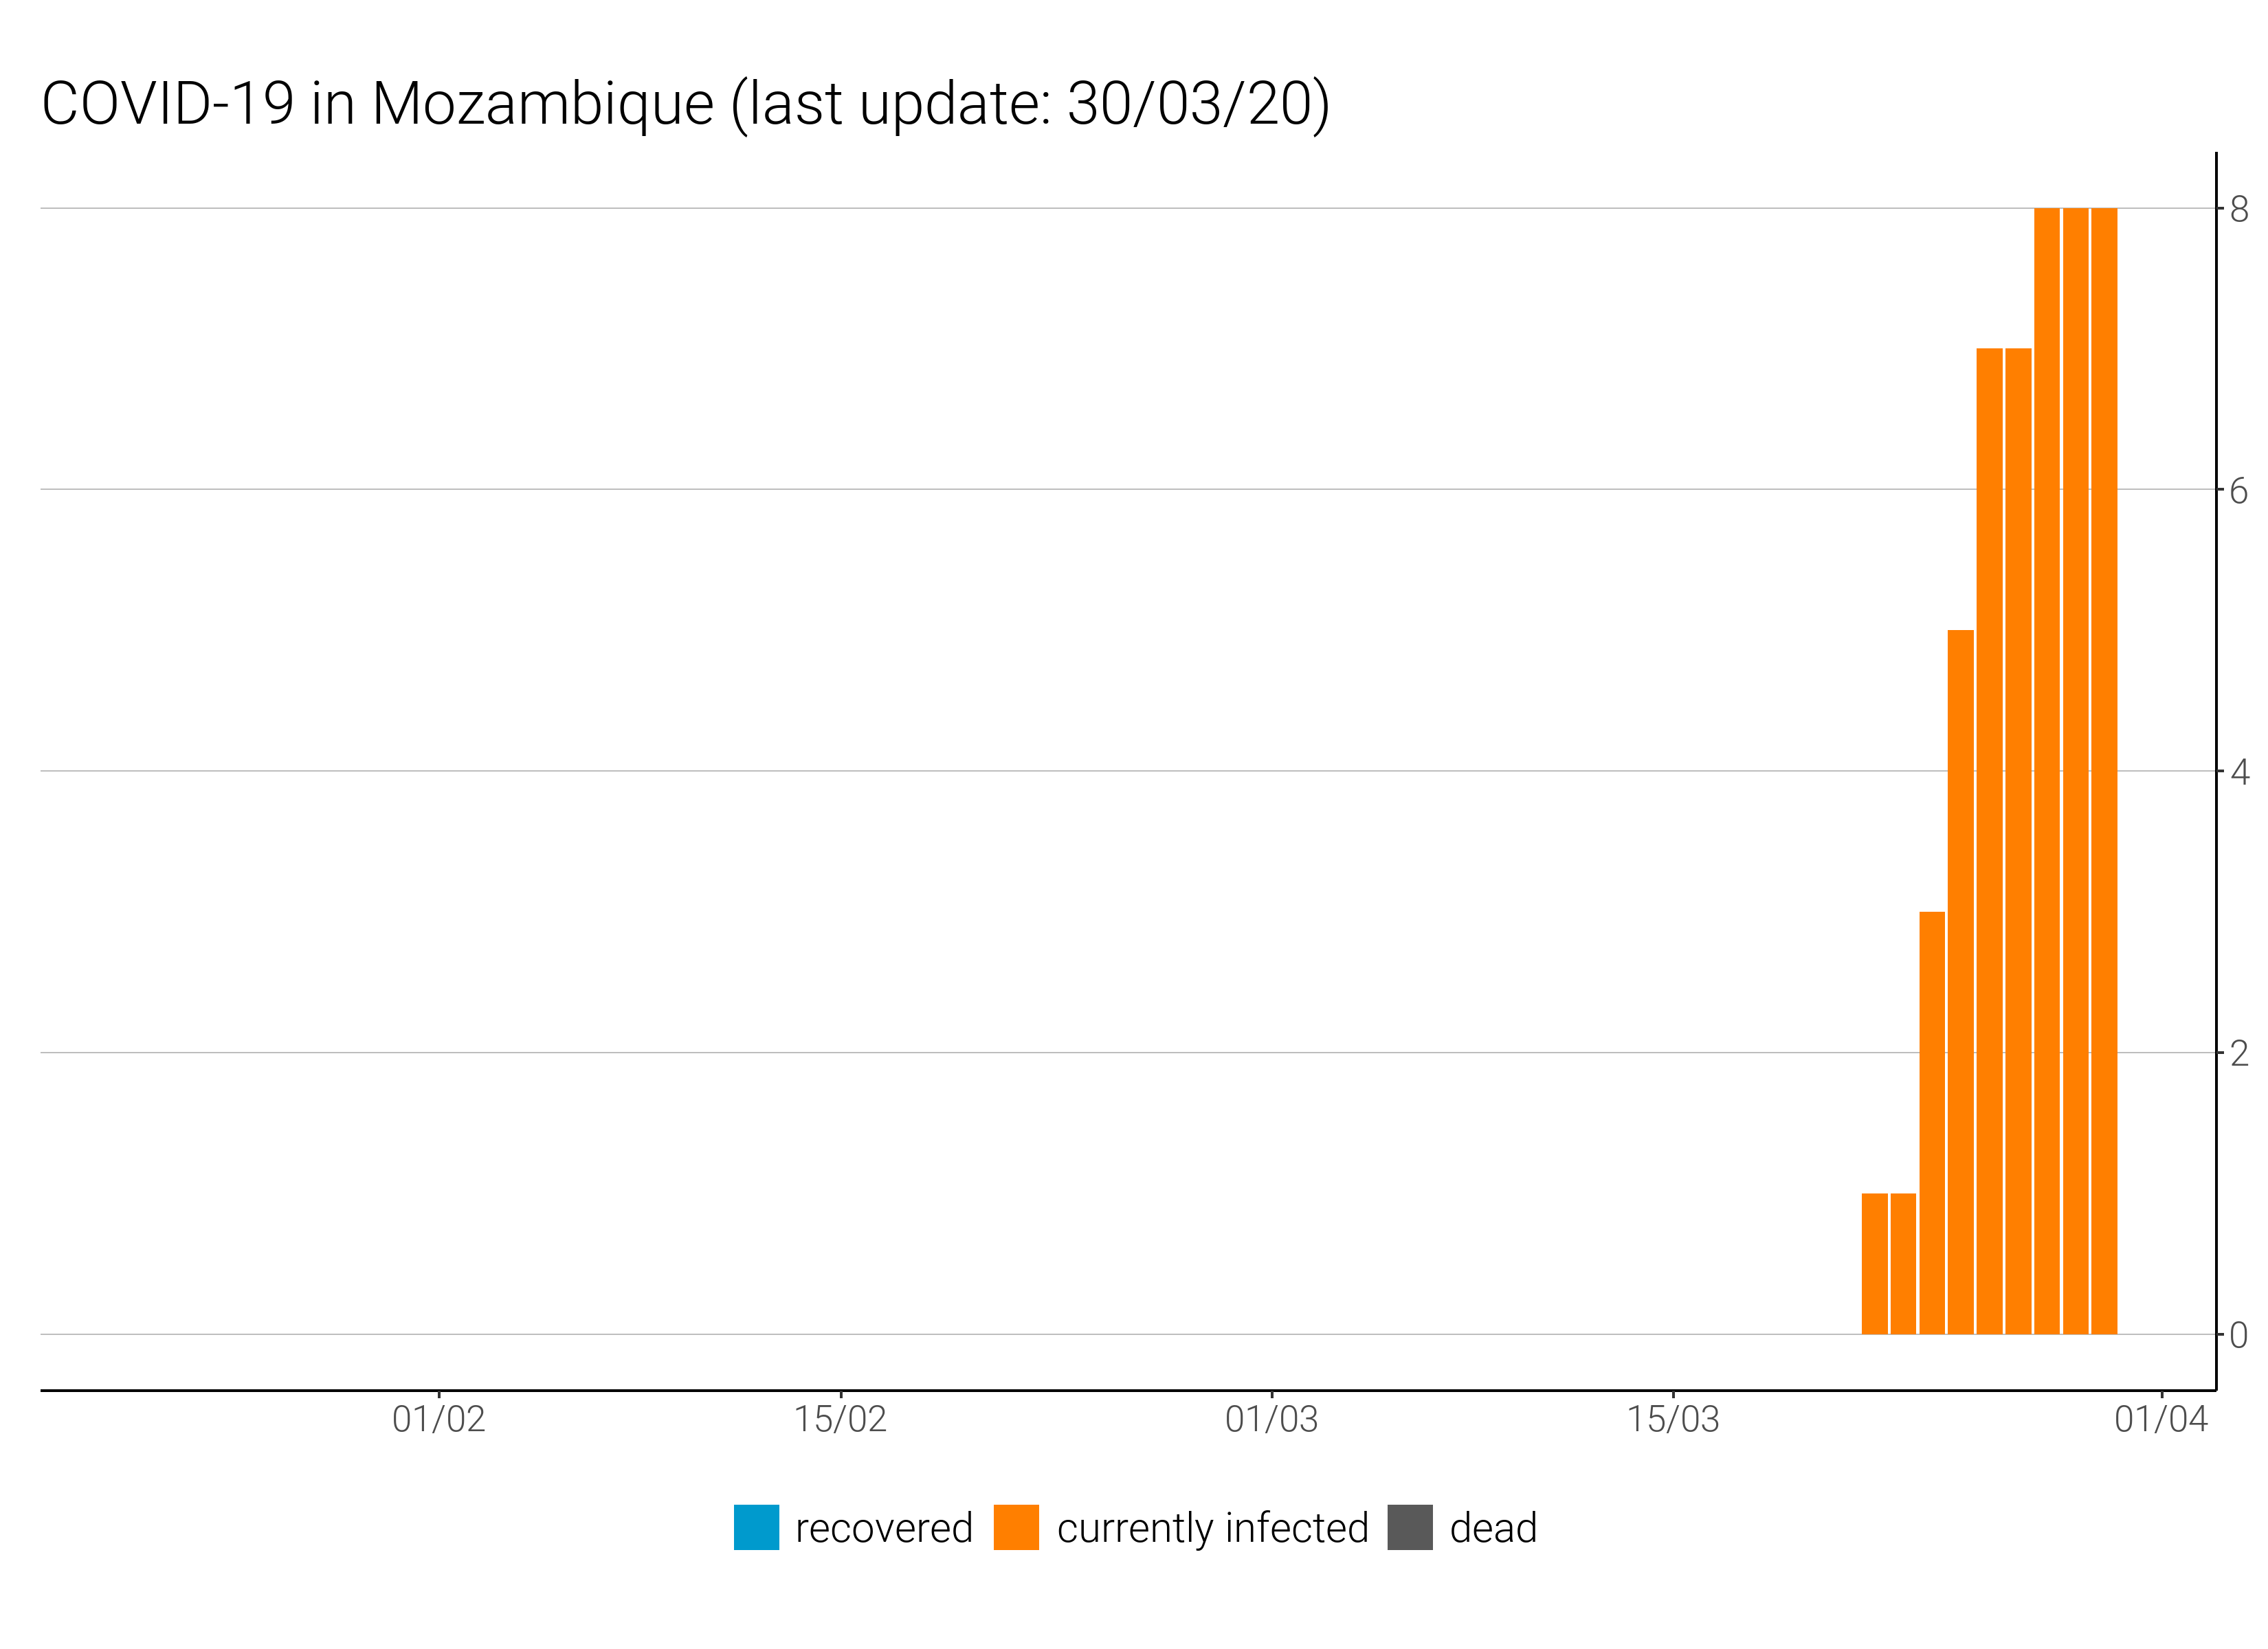 COVID-19 in Mozambique (last update: 30/03/20)
8
6
4
2
0
01/02 15/02 01/03 15/03 01/04
recovered currently infected dead